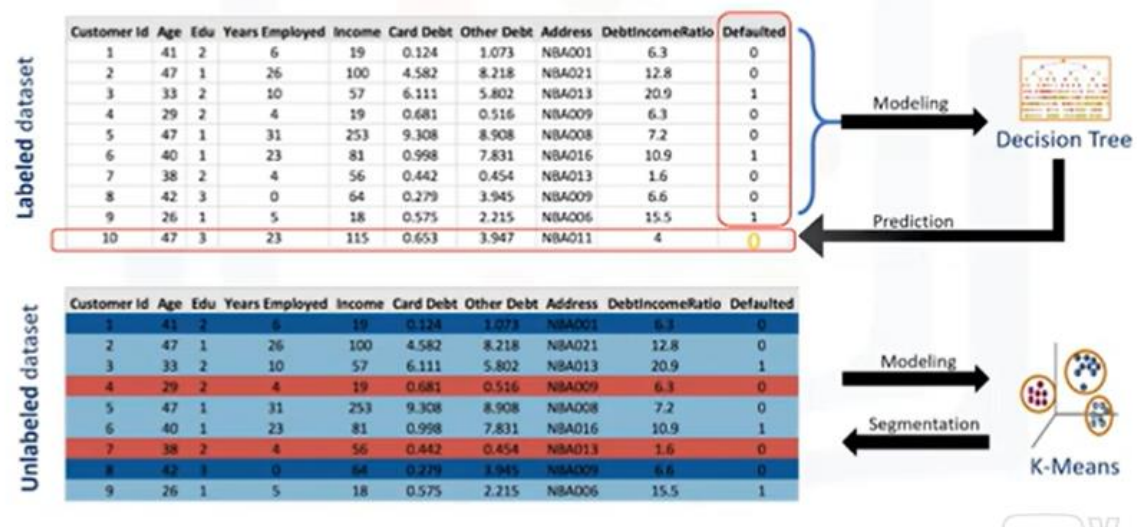 Labeled dataset
Customer Id Age Edu Years Employed Income Card Debt Other Debt Address DebtIncomeRatio Defaulted
1 41 2 6 19 0.124 1.073 NBA001 6.3 0
2 47 1 26 100 4.582 8.218 NBA021 12.8 0
3 33 2 10 57 6.111 5.802 NBA013 20.9 1
4 29 2 4 19 0.681 0.516 NBA009 6.3 0
5 47 1 31 253 9.308 8.908 NBA008 7.2 0
6 40 1 23 81 0.998 7.831 NBA016 10.9 1
7 38 2 4 56 0.442 0.454 NBA013 1.6 0
8 42 3 0 64 0.279 3.945 NBA009 6.6 0
9 26 1 5 18 0.575 2.215 NBA006 15.5 1
10 47 3 23 115 0.653 3.947 NBA011 4 0
Modeling
Decision Tree
Prediction
Unlabeled dataset
Customer Id Age Edu Years Employed Income Card Debt Other Debt Address DebtIncomeRatio Defaulted
1 41 2 6 19 0.124 1.073 NBA001 6.3 0
2 47 1 26 100 4.582 8.218 NBA021 12.8 0
3 33 2 10 57 6.111 5.802 NBA013 20.9 1
4 29 2 4 19 0.681 0.516 NBA009 6.3 0
5 47 1 31 253 9.308 8.908 NBA008 7.2 0
6 40 1 23 81 0.998 7.831 NBA016 10.9 1
7 38 2 4 56 0.442 0.454 NBA013 1.6 0
8 42 3 0 64 0.279 3.945 NBA009 6.6 0
9 26 1 5 18 0.575 2.215 NBA006 15.5 1
Modeling
Segmentation
K-Means